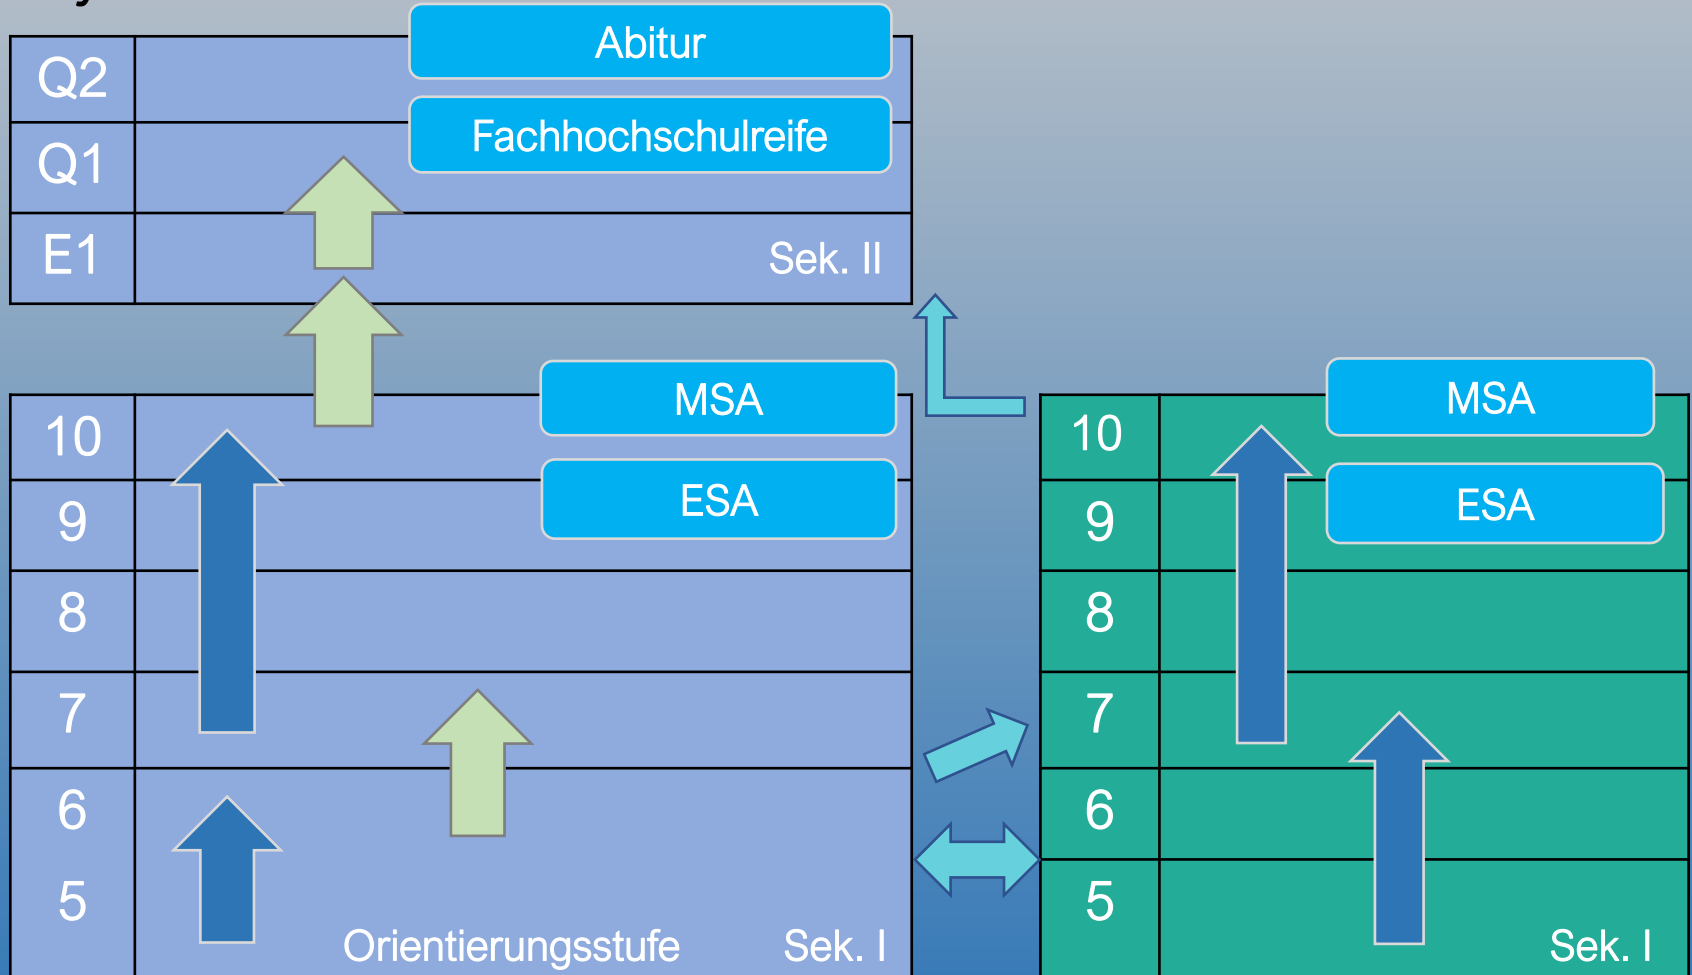 Abitur
Q2
Fachhochschulreife
Q1
E1
Sek. II
MSA
10
ESA
9
8
7
6
5
Orientierungsstufe Sek. I
MSA
10
ESA
9
8
7
6
5
Sek. I